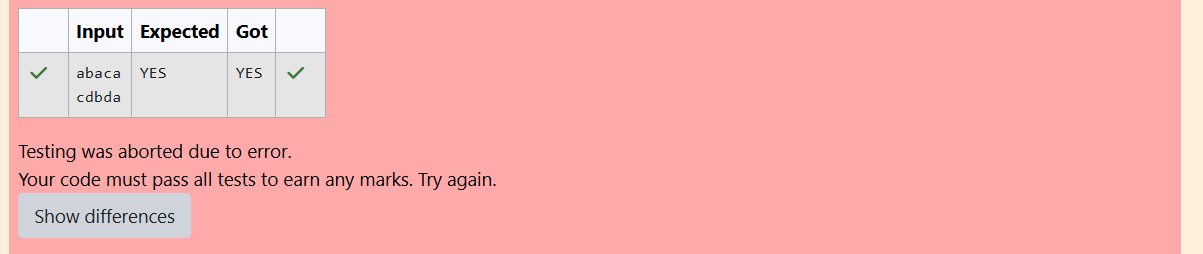 Input Expected Got
abaca YES YES
cdbda
Testing was aborted due to error.
Your code must pass all tests to earn any marks. Try again.
Show differences